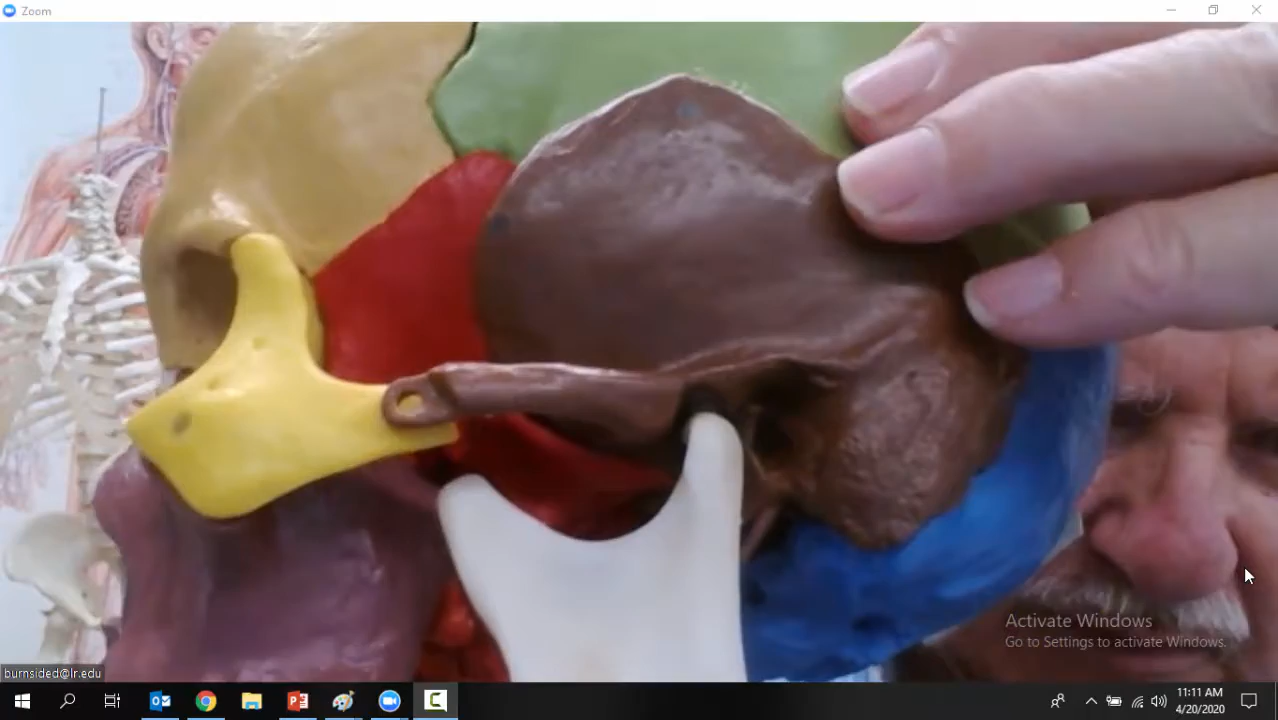 Zoom
Activate Windows
Go to Settings to activate Windows.
burnsided@lr.edu
11:11 AM
4/20/2020